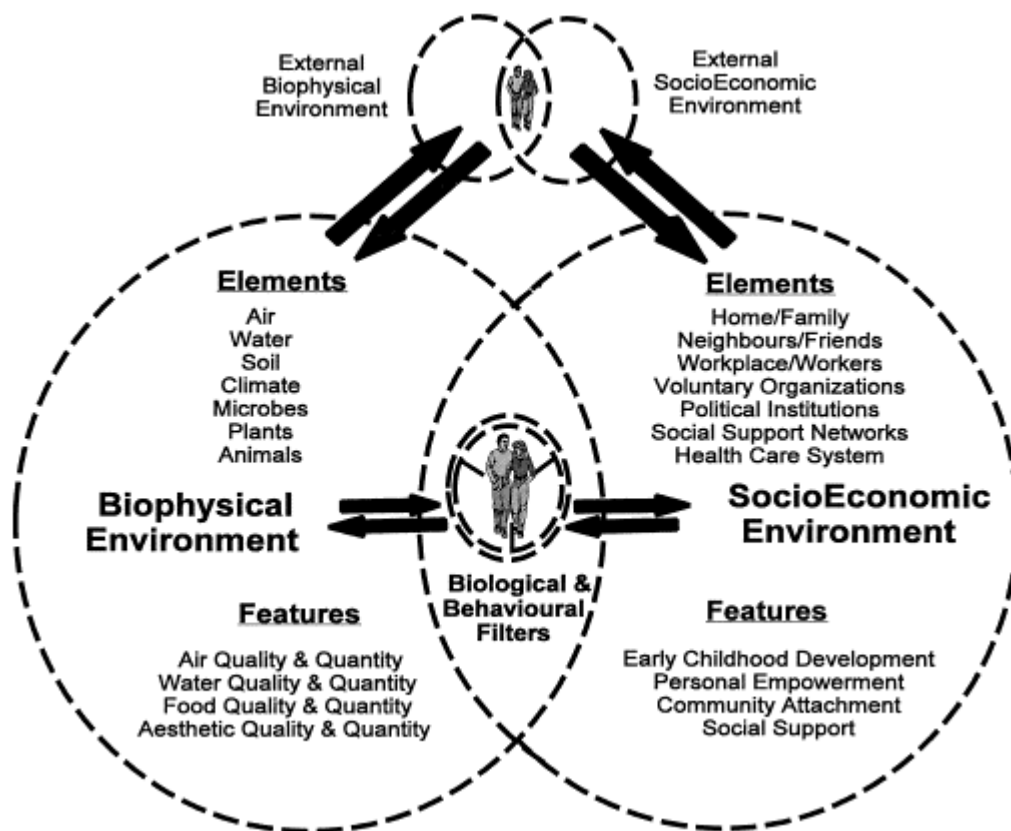 External
Biophysical
Environment
External
SocioEconomic
Environment
Elements
Air
Water
Soil
Climate
Microbes
Plants
Animals
Biophysical
Environment
Features
Air Quality & Quantity
Water Quality & Quantity
Food Quality & Quantity
Aesthetic Quality & Quantity
Biological &
Behavioural
Filters
Elements
Home/Family
Neighbours/Friends
Workplace/Workers
Voluntary Organizations
Political Institutions
Social Support Networks
Health Care System
SocioEconomic
Environment
Features
Early Childhood Development
Personal Empowerment
Community Attachment
Social Support